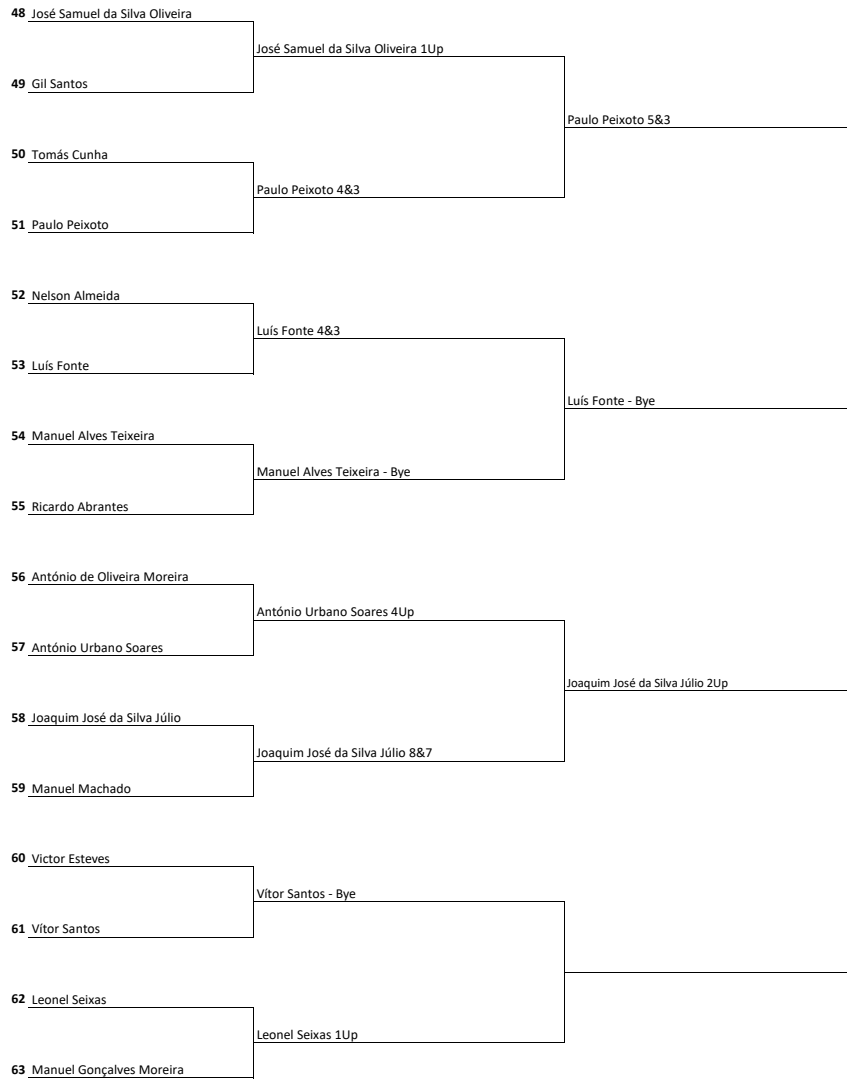 48 José Samuel da Silva Oliveira
José Samuel da Silva Oliveira 1Up
49 Gil Santos
Paulo Peixoto 5&3
50 Tomás Cunha
Paulo Peixoto 4&3
51 Paulo Peixoto
52 Nelson Almeida
Luís Fonte 4&3
53 Luís Fonte
Luís Fonte - Bye
54 Manuel Alves Teixeira
Manuel Alves Teixeira - Bye
55 Ricardo Abrantes
56 António de Oliveira Moreira
António Urbano Soares 4Up
57 António Urbano Soares
Joaquim José da Silva Júlio 2Up
58 Joaquim José da Silva Júlio
Joaquim José da Silva Júlio 8&7
59 Manuel Machado
60 Victor Esteves
Vítor Santos - Bye
61 Vítor Santos
62 Leonel Seixas
Leonel Seixas 1Up
63 Manuel Gonçalves Moreira